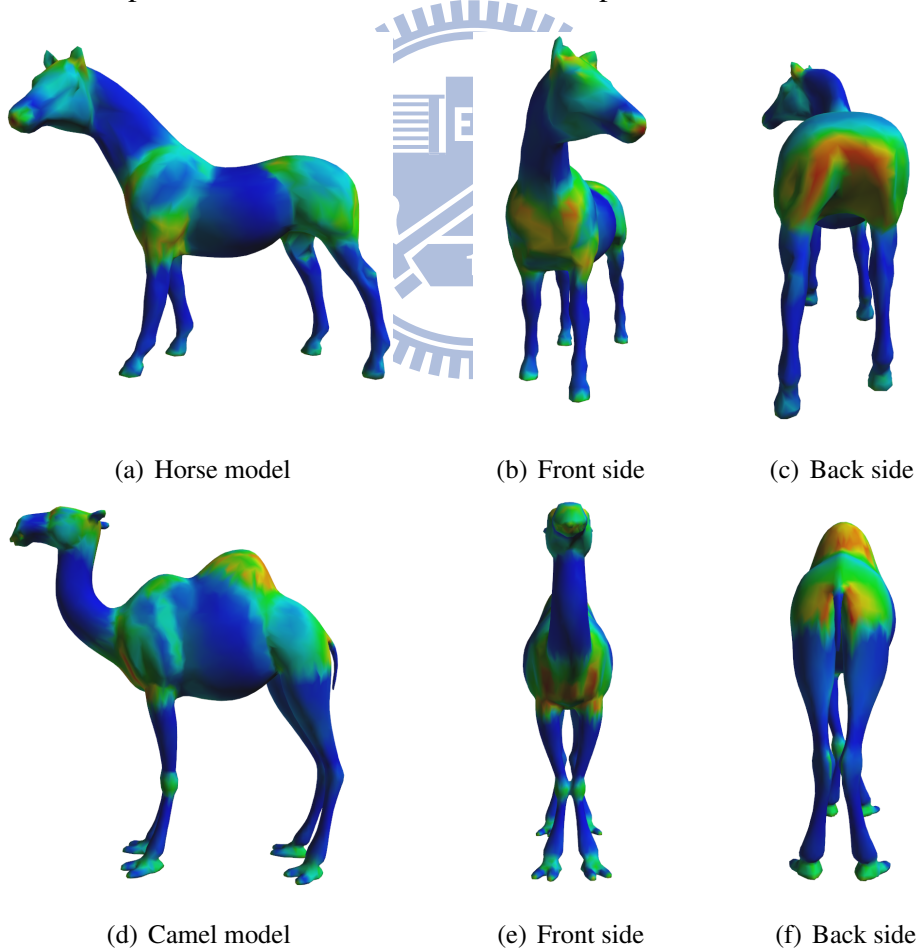 E
(a) Horse model
(b) Front side
(c) Back side
(d) Camel model
(e) Front side
(f) Back side